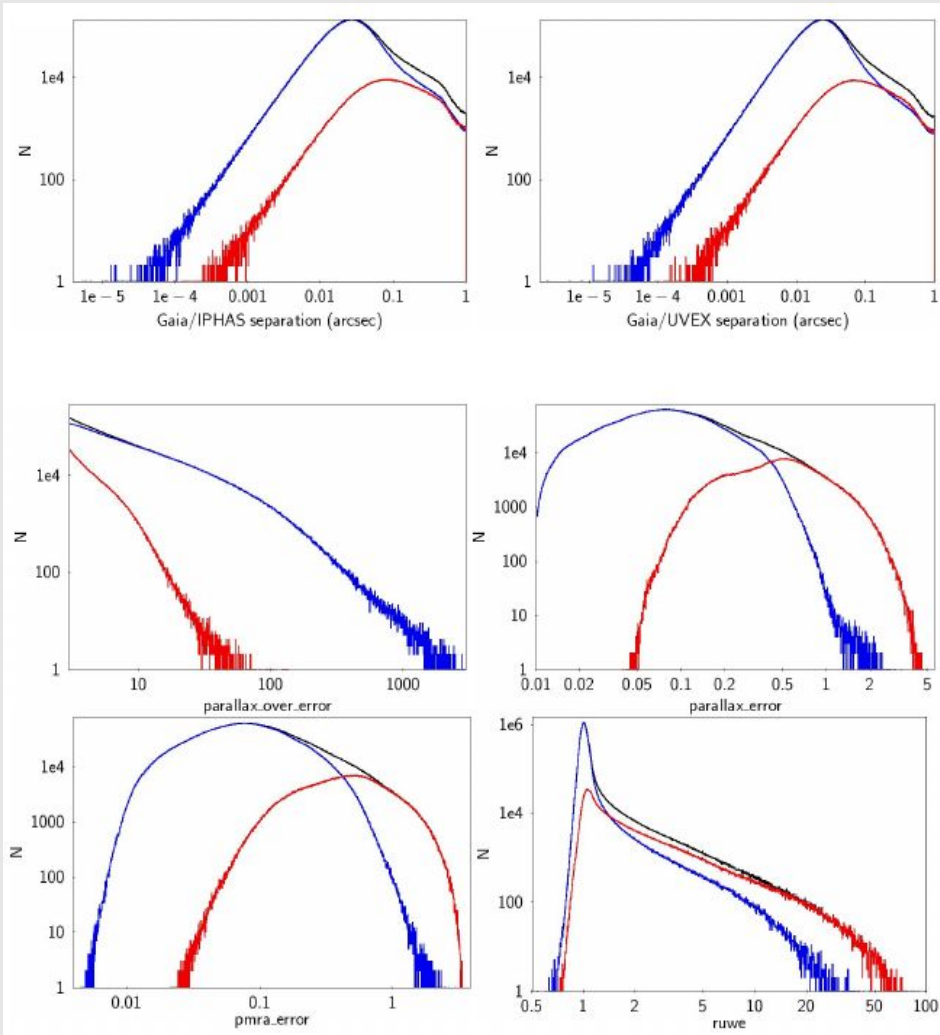 1e4
1e4
N
N
100
100
1
1
1e−5 1e−4 0.001 0.01 0.1 1
1e−5 1e−4 0.001 0.01 0.1 1
Gaia/IPHAS separation (arcsec)
Gaia/UVEX separation (arcsec)
1e4
N
100
1
10 100 1000
parallax_over_error
1e4
1000
N
100
10
1
0.01 0.02 0.05 0.1 0.2 0.5 1 2 5
parallax_error
1e4
1000
N
100
10
1
0.01 0.1 1
pmra_error
1e6
1e4
N
100
1
0.5 1 2 5 10 20 50 100
ruwe